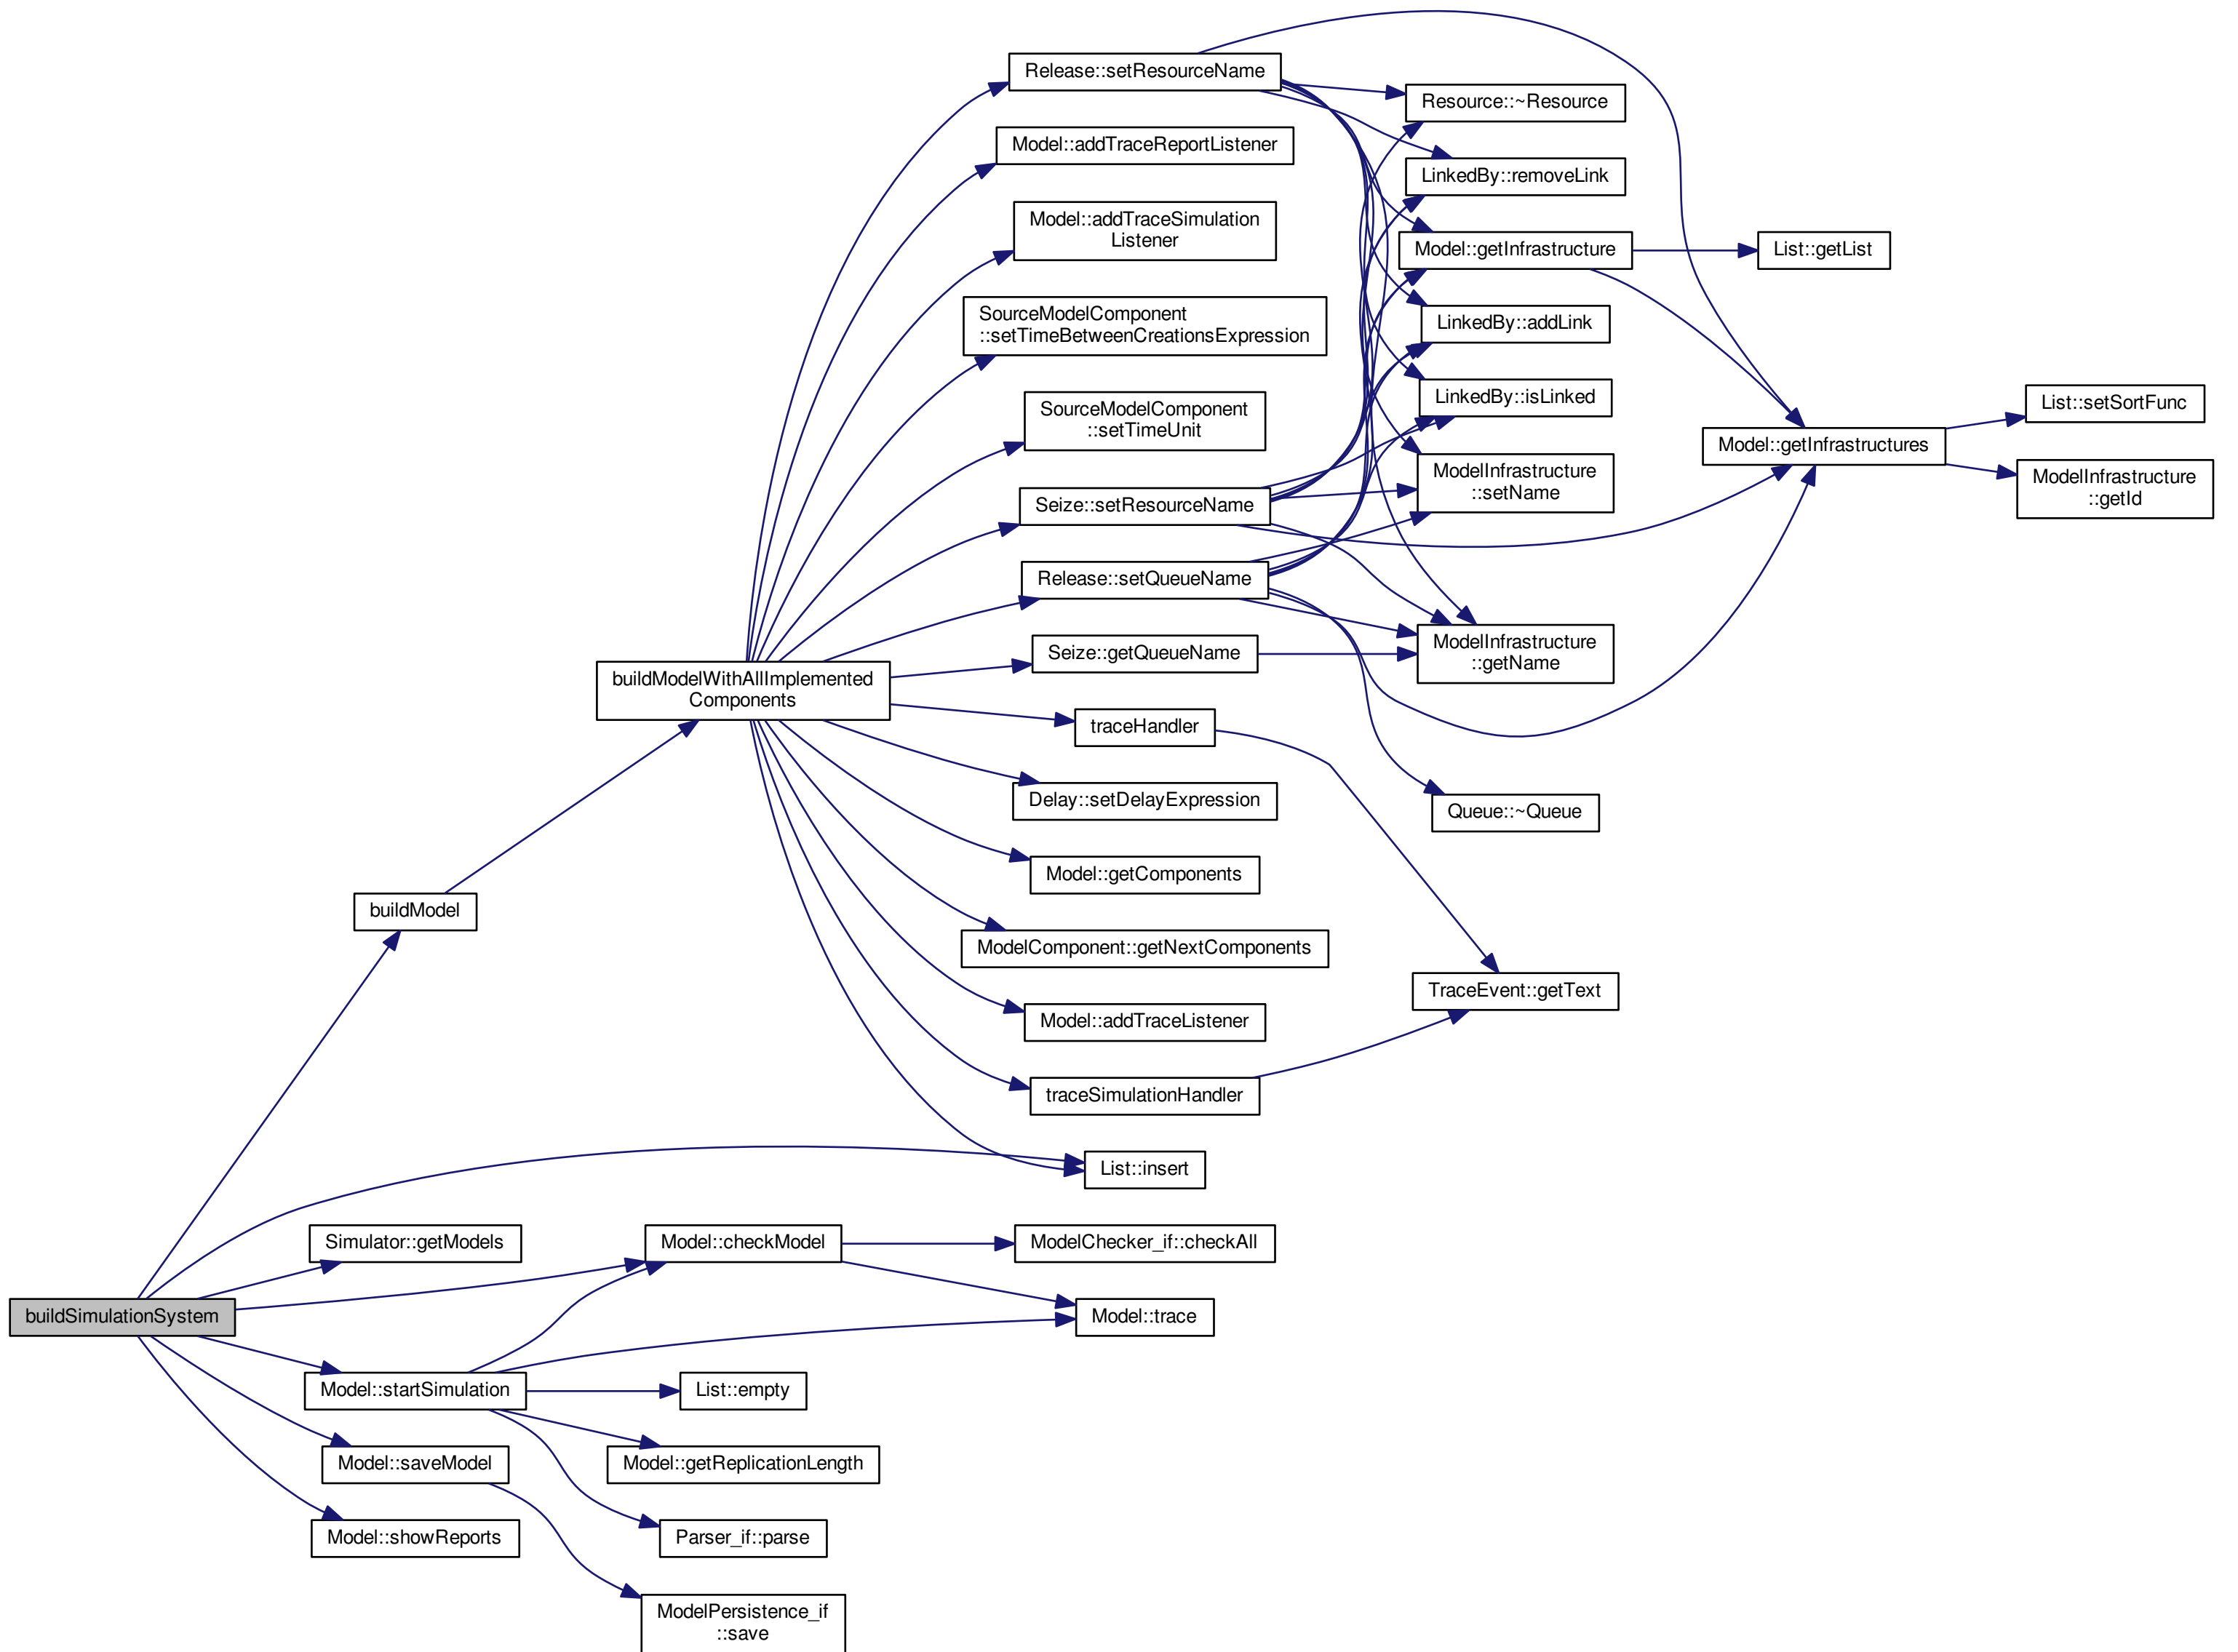 Release::setResourceName
Resource::~Resource
Model::addTraceReportListener
LinkedBy::removeLink
Model::addTraceSimulation
Listener
Model::getInfrastructure
List::getList
SourceModelComponent
::setTimeBetweenCreationsExpression
LinkedBy::addLink
SourceModelComponent
::setTimeUnit
LinkedBy::isLinked
List::setSortFunc
Model::getInfrastructures
ModelInfrastructure
::getId
Seize::setResourceName
ModelInfrastructure
::setName
Release::setQueueName
Seize::getQueueName
ModelInfrastructure
::getName
buildModelWithAllImplemented
Components
traceHandler
Delay::setDelayExpression
Queue::~Queue
Model::getComponents
buildModel
ModelComponent::getNextComponents
TraceEvent::getText
Model::addTraceListener
traceSimulationHandler
List::insert
Simulator::getModels
Model::checkModel
ModelChecker_if::checkAll
buildSimulationSystem
Model::trace
Model::startSimulation
List::empty
Model::saveModel
Model::getReplicationLength
Model::showReports
Parser_if::parse
ModelPersistence_if
::save